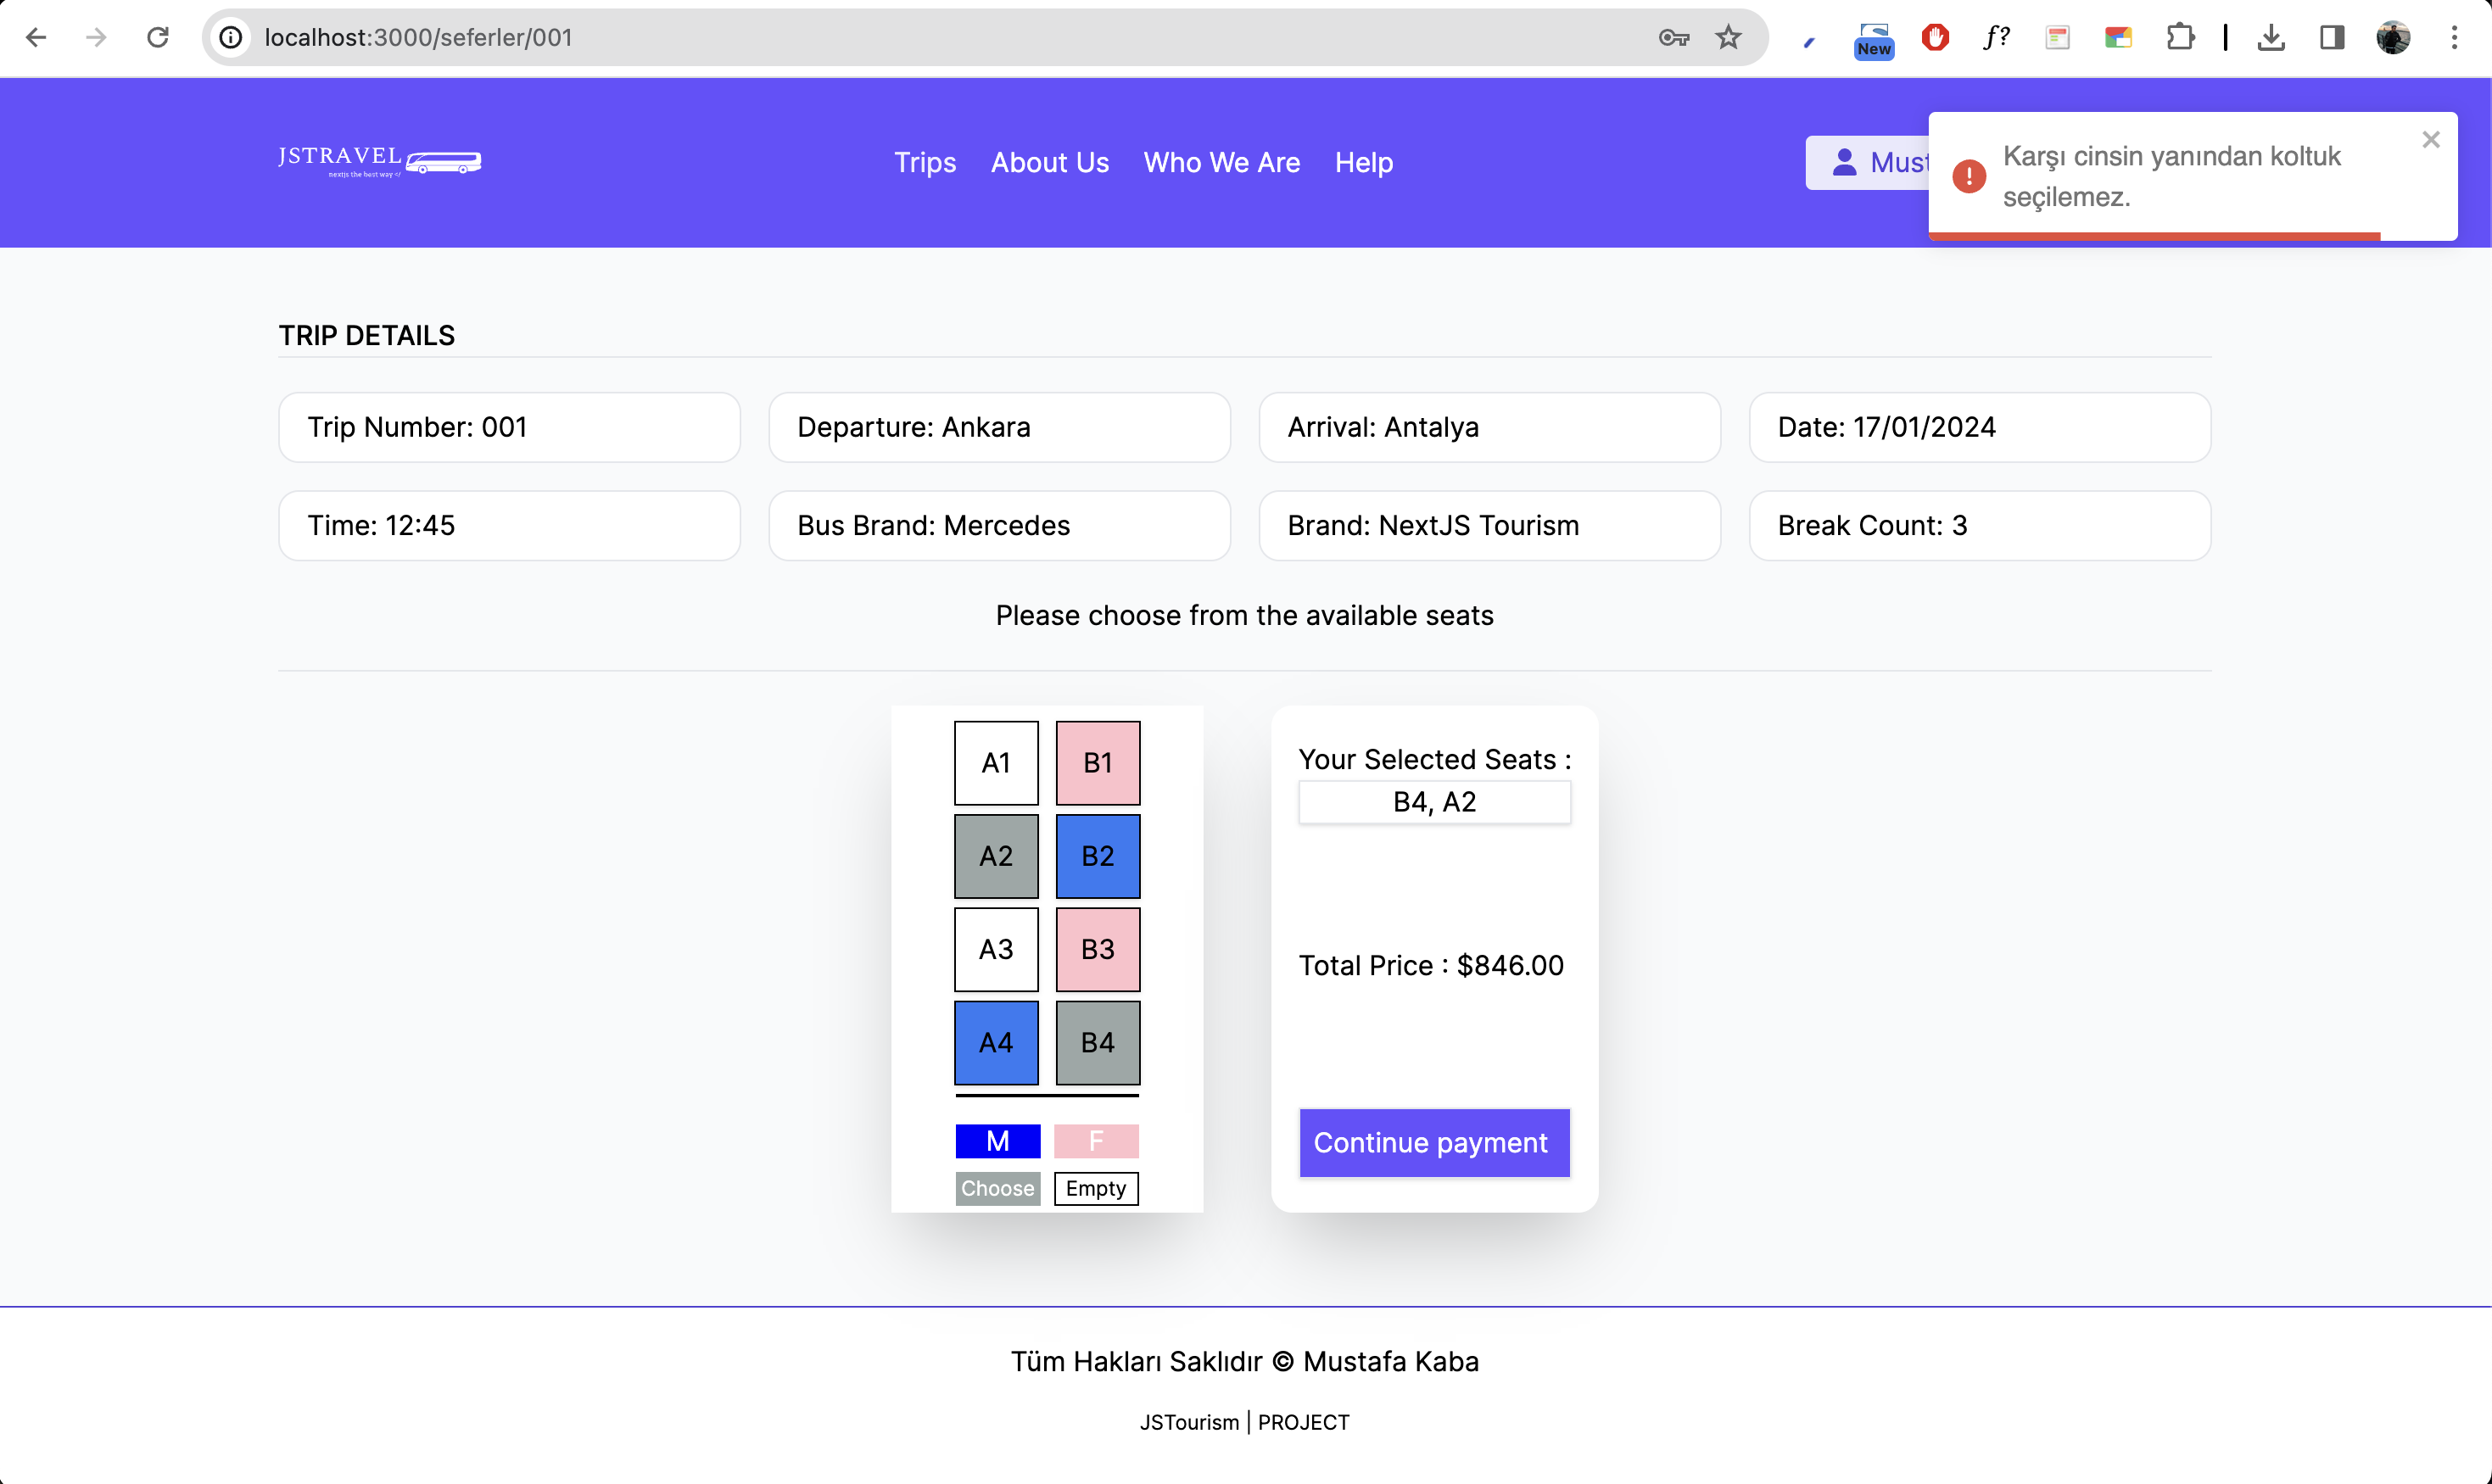 localhost:3000/seferler/001
New
f?
JSTRAVEL
nextjs the best way </
Trips About Us Who We Are Help
Must
Karşı cinsin yanından koltuk
seçilemez.
TRIP DETAILS
Trip Number: 001
Departure: Ankara
Arrival: Antalya
Date: 17/01/2024
Time: 12:45
Bus Brand: Mercedes
Brand: NextJS Tourism
Break Count: 3
Please choose from the available seats
A1 B1
A2 B2
A3 B3
A4 B4
M F
Choose Empty
Your Selected Seats :
B4, A2
Total Price : $846.00
Continue payment
Tüm Hakları Saklıdır © Mustafa Kaba
JSTourism | PROJECT